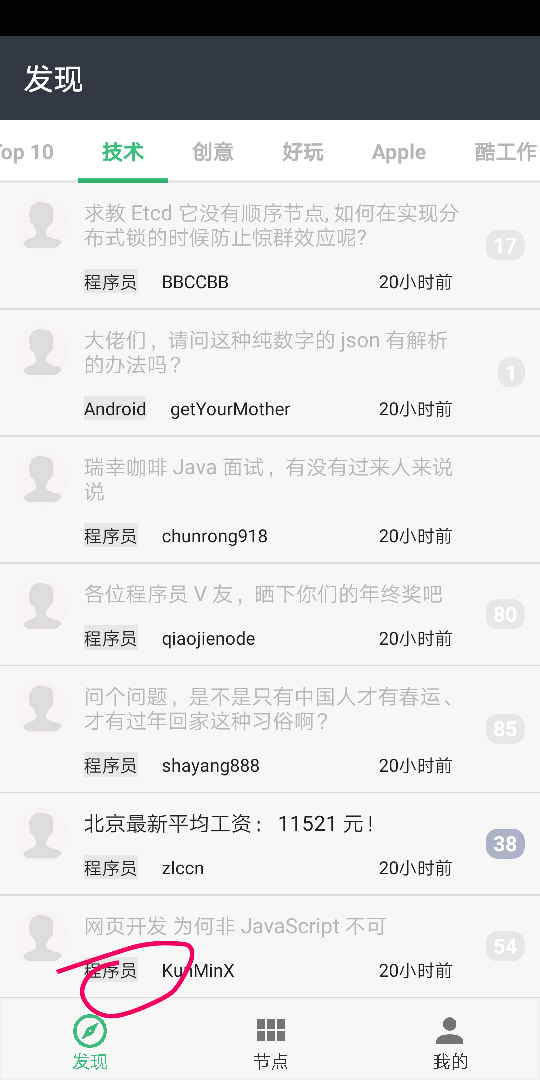 发现
Top 10 技术 创意 好玩 Apple 酷工作
求教 Etcd 它没有顺序节点, 如何在实现分
布式锁的时候防止惊群效应呢?
17
程序员 BBCCBB 20小时前
大佬们，请问这种纯数字的 json 有解析
的办法吗？
1
Android getYourMother 20小时前
瑞幸咖啡 Java 面试，有没有过来人来说
说
程序员 chunrong918 20小时前
各位程序员 V 友，晒下你们的年终奖吧
80
程序员 qiaojienode 20小时前
问个问题，是不是只有中国人才有春运、
才有过年回家这种习俗啊？
85
程序员 shayang888 20小时前
北京最新平均工资： 11521 元！
38
程序员 zlccn 20小时前
网页开发 为何非 JavaScript 不可
54
程序员 KunMinX 20小时前
发现 节点 我的